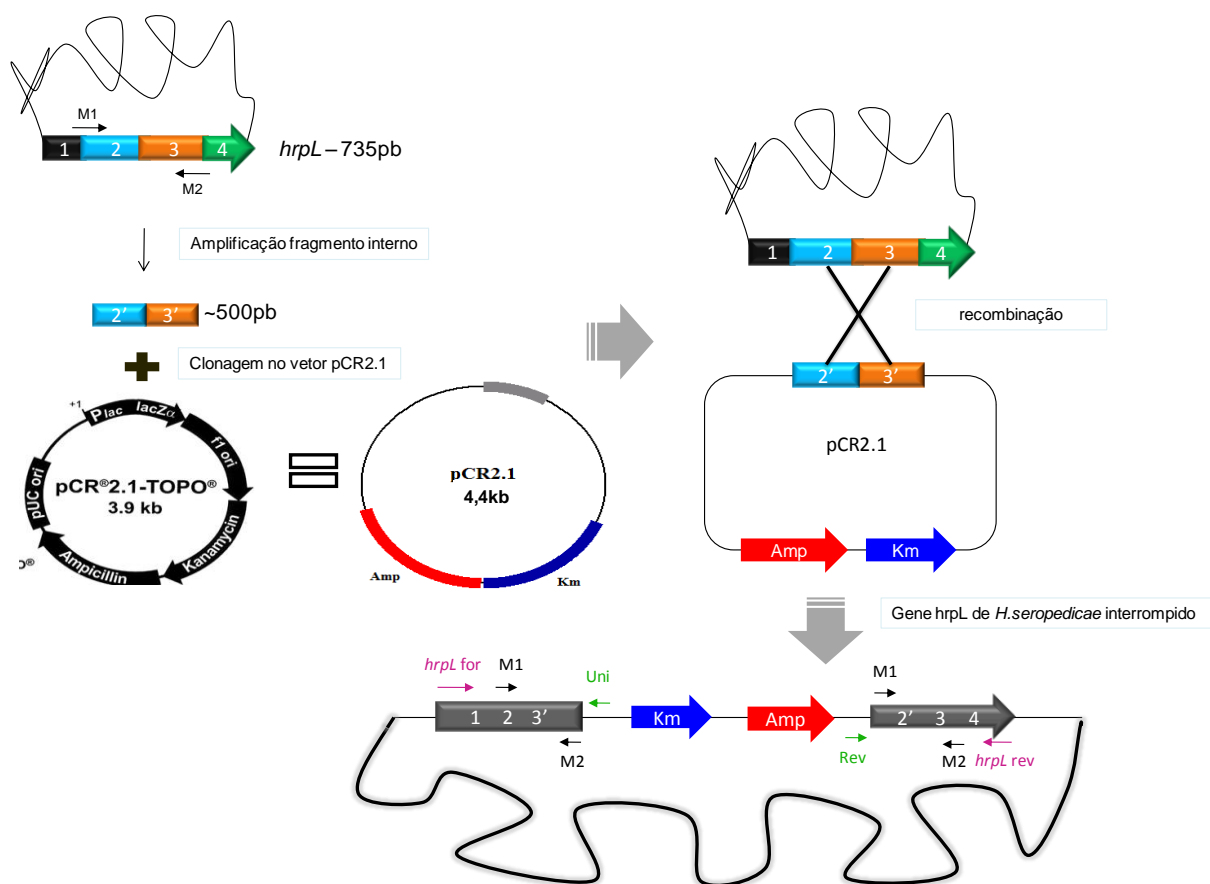 M1
1 2 3 4
hrpL – 735pb
M2
Amplificação fragmento interno
2’ 3’
~500pb
Clonagem no vetor pCR2.1
+1
Plac lacZα
f1 ori
Kanamycin
Ampicillin
pUC ori
pCR®2.1-TOPO®
3.9 kb
O®
pCR2.1
4,4kb
Amp
Km
1 2 3 4
recombinação
2’ 3’
pCR2.1
Amp Km
Gene hrpL de H.seropedicae interrompido
hrpL for
M1
Uni
1 2 3’
M2
Km
Amp
Rev
M1
2’ 3 4
M2
hrpL rev